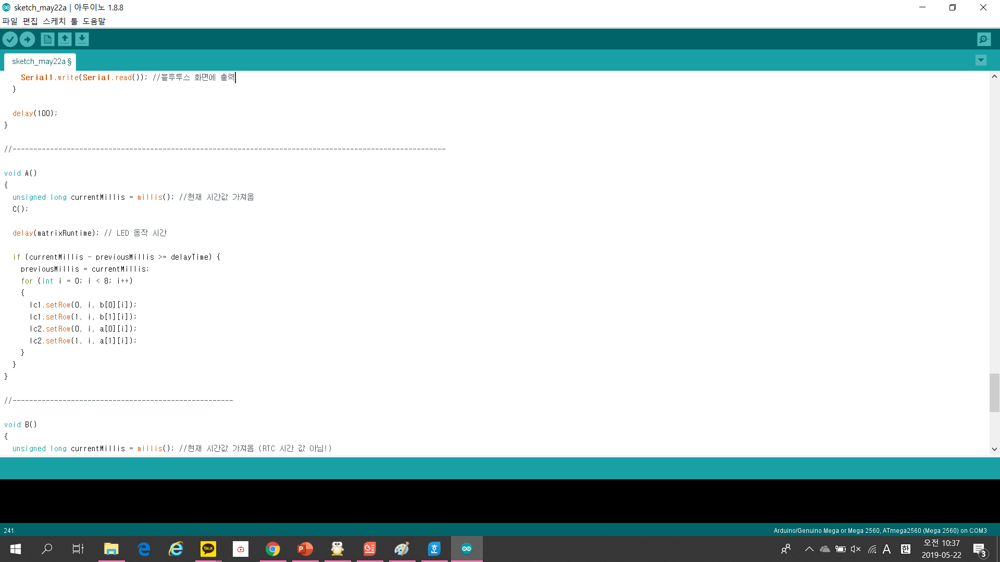 sketch_may22a | 아두이노 1.8.8
파일 편집 스케치 툴 도움말
sketch_may22a §
Serial1.write(Serial.read()); //블루투스 화면에 출력
}
delay(100);
}
//--------------------------------------------------------------------------------------------------------
void A()
{
unsigned long currentMillis = millis(); //현재 시간값 가져옴
C();
delay(matrixRuntime); // LED 동작 시간
if (currentMillis - previousMillis >= delayTime) {
previousMillis = currentMillis;
for (int i = 0; i < 8; i++)
{
lc1.setRow(0, i, b[0][i]);
lc1.setRow(1, i, b[1][i]);
lc2.setRow(0, i, a[0][i]);
lc2.setRow(1, i, a[1][i]);
}
}
}
//-----------------------------------------------------
void B()
{
unsigned long currentMillis = millis(); //현재 시간값 가져옴 (RTC 시간 값 아님!)
241
Arduino/Genuino Mega or Mega 2560, ATmega2560 (Mega 2560) on COM3
TALK
P
호
A
한
오전 10:37
2019-05-22
3